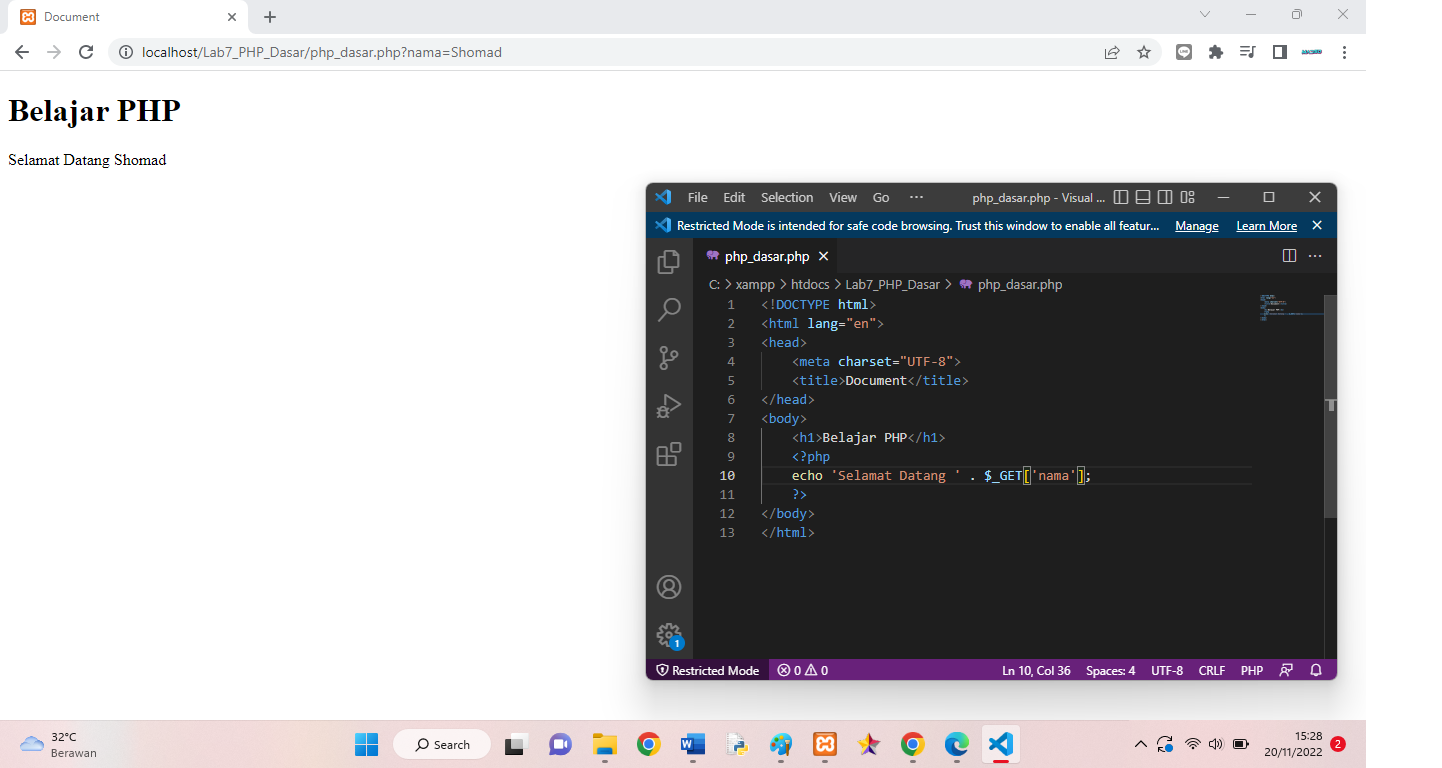 Document
localhost/Lab7_PHP_Dasar/php_dasar.php?nama=Shomad
Belajar PHP
Selamat Datang Shomad
File Edit Selection View Go ··· php_dasar.php - Visual ...
Restricted Mode is intended for safe code browsing. Trust this window to enable all featur... Manage Learn More
php_dasar.php
C: > xampp > htdocs > Lab7_PHP_Dasar > php_dasar.php
1 <!DOCTYPE html>
2 <html lang="en">
3 <head>
4     <meta charset="UTF-8">
5     <title>Document</title>
6 </head>
7 <body>
8     <h1>Belajar PHP</h1>
9     <?php
10     echo 'Selamat Datang ' . $_GET['nama'];
11     ?>
12 </body>
13 </html>
1
Restricted Mode 0 0 Ln 10, Col 36 Spaces: 4 UTF-8 CRLF PHP
32°C
Berawan
Search
15:28
20/11/2022
2